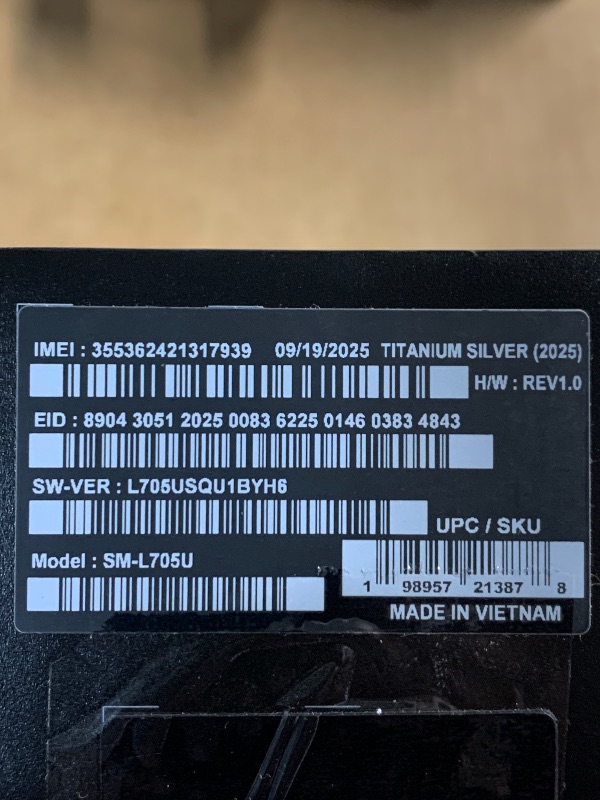 IMEI : 355362421317939 09/19/2025 TITANIUM SILVER (2025)
H/W : REV1.0
EID : 8904 3051 2025 0083 6225 0146 0383 4843
SW-VER : L705USQU1BYH6
UPC / SKU
Model : SM-L705U
1 98957 21387 8
MADE IN VIETNAM